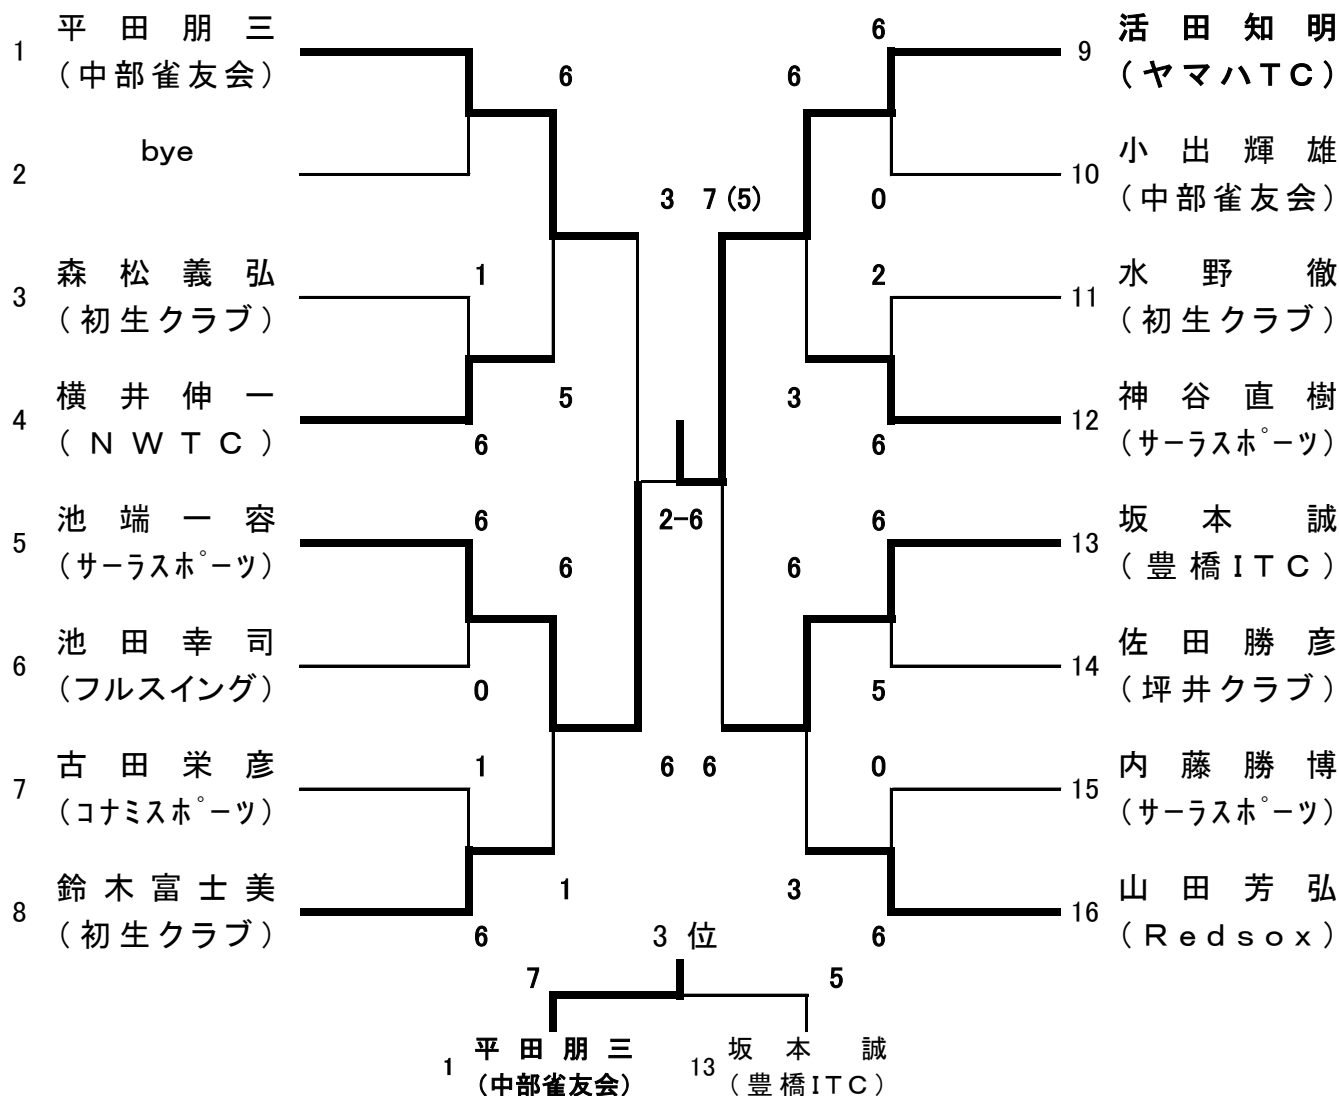 1 平田朋三
(中部雀友会)
6
2 bye
3 森松義弘
(初生クラブ)
1
4 横井伸一
(NWTC)
5
6
5 池端一容
(サーラスポーツ)
6
6
6 池田幸司
(フルスイング)
0
7 古田栄彦
(コナミスポーツ)
1
8 鈴木富士美
(初生クラブ)
1
6
3 7(5)
2-6
6 6
6
9 活田知明
(ヤマハTC)
6
10 小出輝雄
(中部雀友会)
0
2
11 水野徹
(初生クラブ)
3
12 神谷直樹
(サーラスポーツ)
6
6
13 坂本誠
(豊橋ITC)
6
14 佐田勝彦
(坪井クラブ)
5
0
15 内藤勝博
(サーラスポーツ)
3
16 山田芳弘
(Redsox)
6
3位
7 5
1 平田朋三
(中部雀友会)
13 坂本誠
(豊橋ITC)